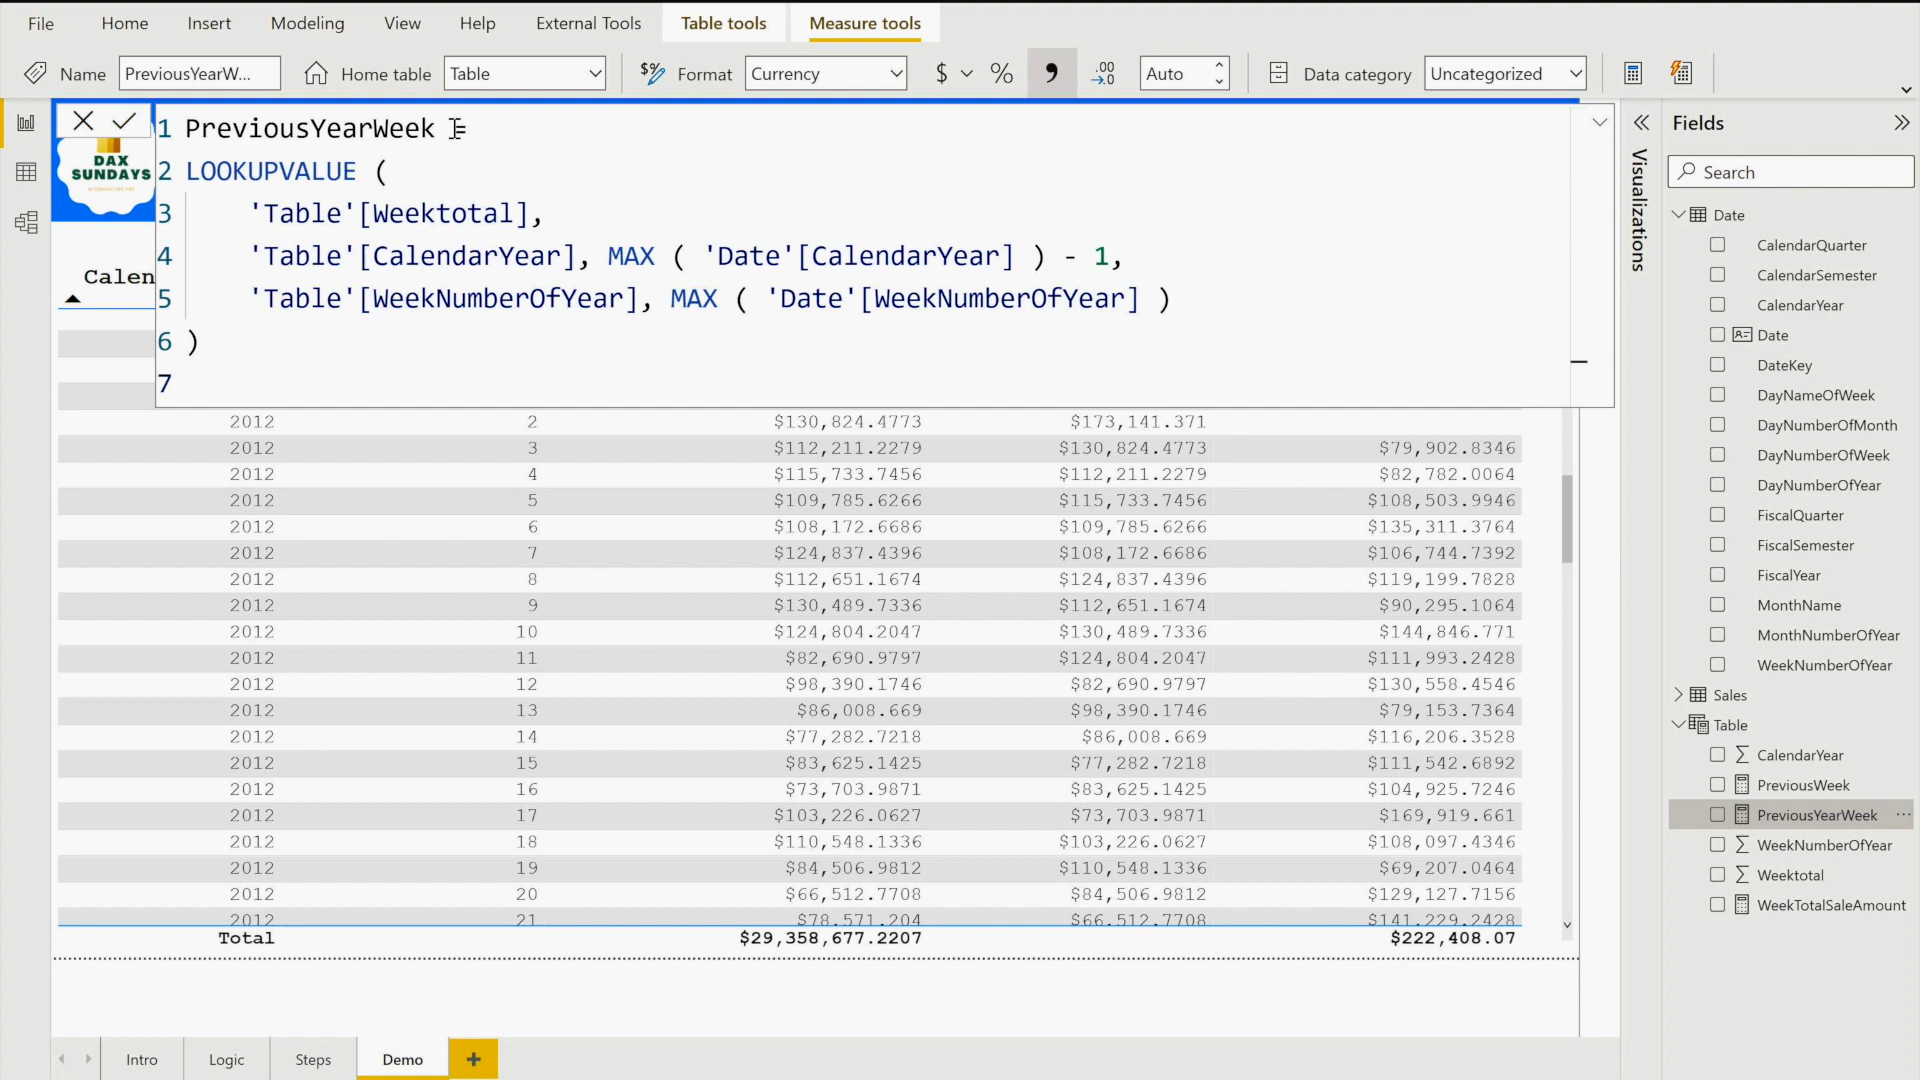 File Home Insert Modeling View Help External Tools Table tools Measure tools
Name PreviousYearW... Home table Table Format Currency $ % , .00 →.0 Auto Data category Uncategorized
DAX
SUNDAYS
1 PreviousYearWeek =
2 LOOKUPVALUE (
3 'Table'[Weektotal],
4 'Table'[CalendarYear], MAX ( 'Date'[CalendarYear] ) - 1,
5 'Table'[WeekNumberOfYear], MAX ( 'Date'[WeekNumberOfYear] )
6 )
7
Calen
2012 2 $130,824.4773 $173,141.371
2012 3 $112,211.2279 $130,824.4773 $79,902.8346
2012 4 $115,733.7456 $112,211.2279 $82,782.0064
2012 5 $109,785.6266 $115,733.7456 $108,503.9946
2012 6 $108,172.6686 $109,785.6266 $135,311.3764
2012 7 $124,837.4396 $108,172.6686 $106,744.7392
2012 8 $112,651.1674 $124,837.4396 $119,199.7828
2012 9 $130,489.7336 $112,651.1674 $90,295.1064
2012 10 $124,804.2047 $130,489.7336 $144,846.771
2012 11 $82,690.9797 $124,804.2047 $111,993.2428
2012 12 $98,390.1746 $82,690.9797 $130,558.4546
2012 13 $86,008.669 $98,390.1746 $79,153.7364
2012 14 $77,282.7218 $86,008.669 $116,206.3528
2012 15 $83,625.1425 $77,282.7218 $111,542.6892
2012 16 $73,703.9871 $83,625.1425 $104,925.7246
2012 17 $103,226.0627 $73,703.9871 $169,919.661
2012 18 $110,548.1336 $103,226.0627 $108,097.4346
2012 19 $84,506.9812 $110,548.1336 $69,207.0464
2012 20 $66,512.7708 $84,506.9812 $129,127.7156
2012 21 $78,571.204 $66,512.7708 $141,229.2428
Total $29,358,677.2207 $222,408.07
Intro Logic Steps Demo +
Visualizations
Fields
Search
Date
CalendarQuarter
CalendarSemester
CalendarYear
Date
DateKey
DayNameOfWeek
DayNumberOfMonth
DayNumberOfWeek
DayNumberOfYear
FiscalQuarter
FiscalSemester
FiscalYear
MonthName
MonthNumberOfYear
WeekNumberOfYear
Sales
Table
CalendarYear
PreviousWeek
PreviousYearWeek ...
WeekNumberOfYear
Weektotal
WeekTotalSaleAmount